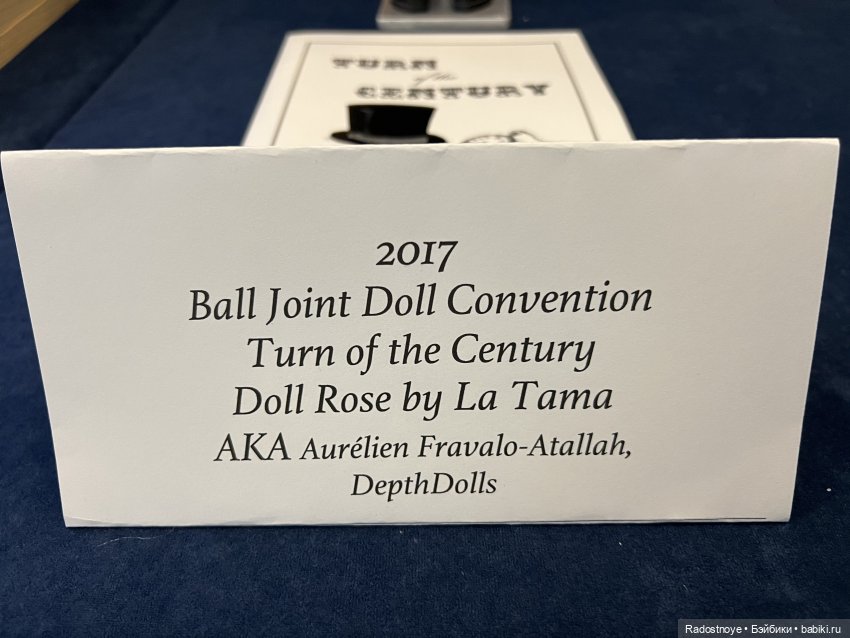 TURN
of the
CENTURY
2017
Ball Joint Doll Convention
Turn of the Century
Doll Rose by La Tama
AKA Aurélien Fravalo-Atallah,
DepthDolls
Radostnoye • Бэйбики • babiki.ru